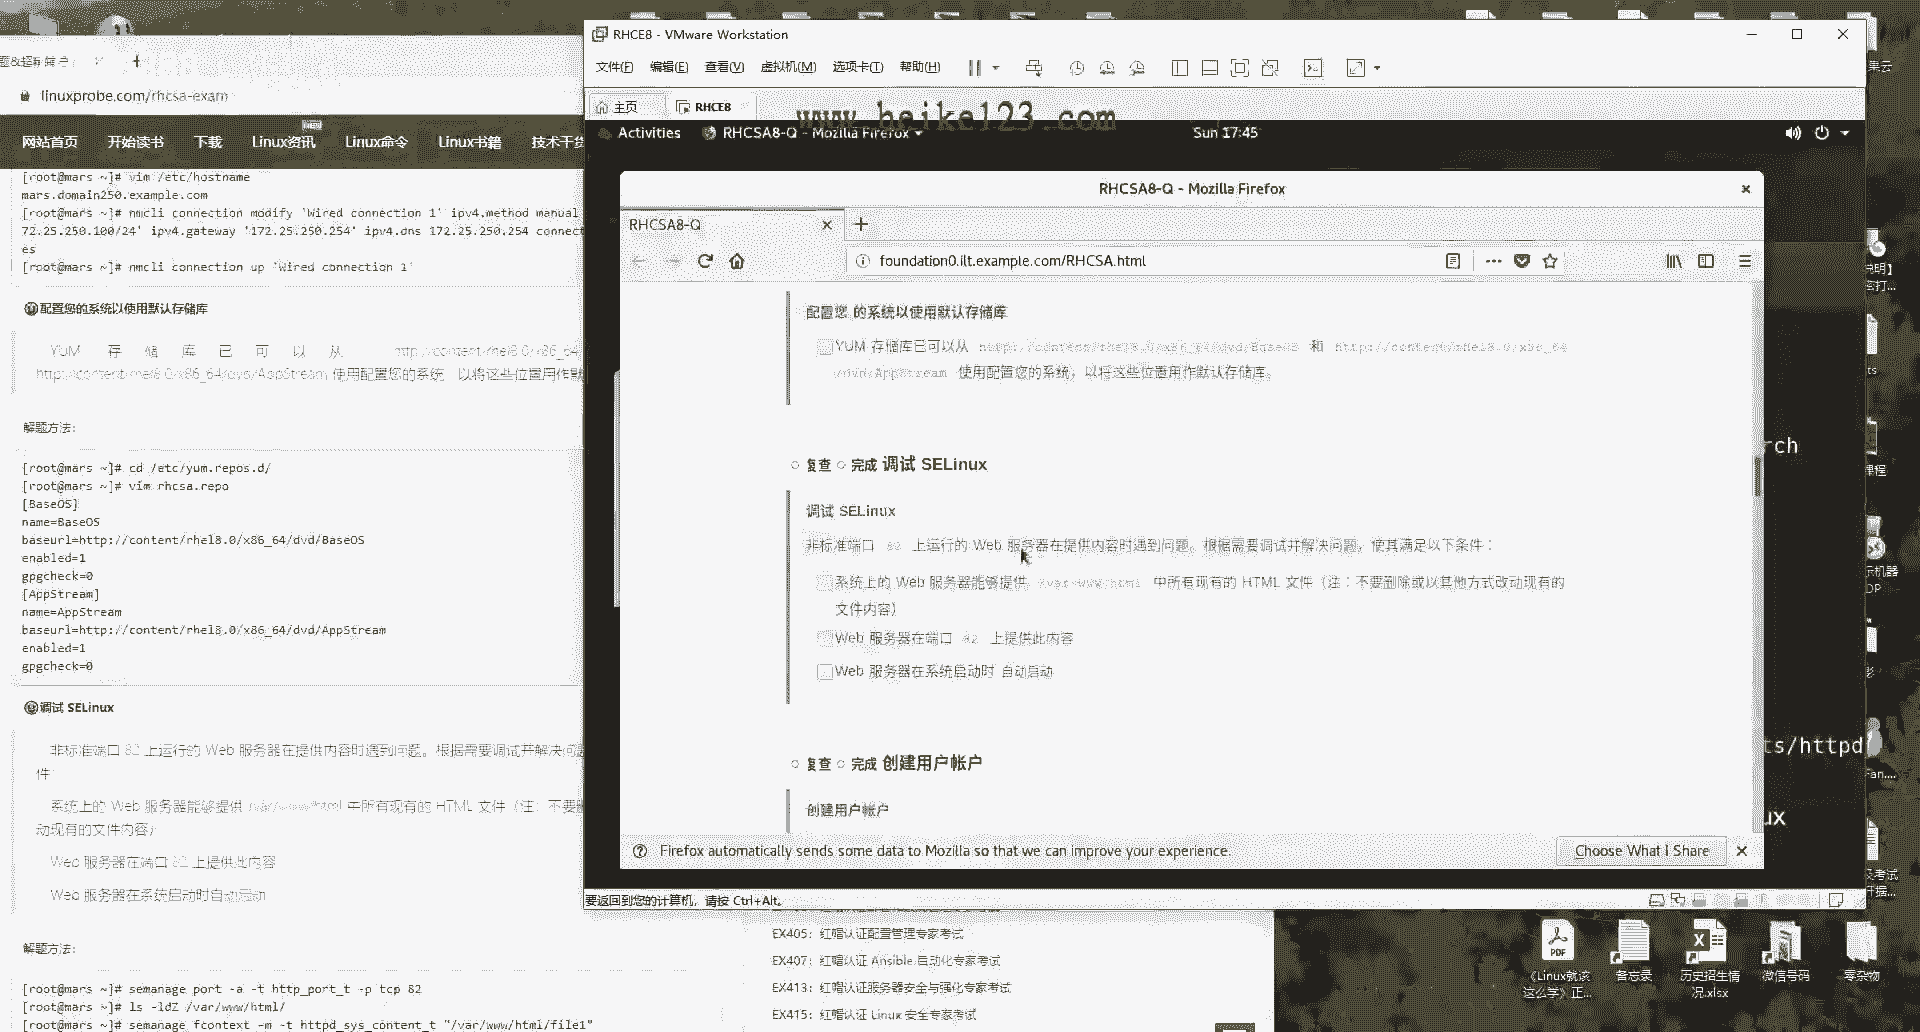 RHCE8 - VMware Workstation
文件(F) 编辑(E) 查看(V) 虚拟机(M) 选项卡(T) 帮助(H)
主页 RHCE8
www.heike123.com
Activities RHCSA8-Q - Mozilla Firefox Sun 17:45
RHCSA8-Q - Mozilla Firefox
RHCSA8-Q
foundation0.ilt.example.com/RHCSA.html
配置您 的系统以使用默认存储库
YUM 存储库已可以从 http://content/rhel8.0/x86_64/dvd/BaseOS 和 http://content/rhel8.0/x86_64
/dvd/AppStream 使用配置您的系统，以将这些位置用作默认存储库。
复查 完成 调试 SELinux
调试 SELinux
非标准端口 82 上运行的 Web 服务器在提供内容时遇到问题。根据需要调试并解决问题，使其满足以下条件：
系统上的 Web 服务器能够提供 /var/www/html 中所有现有的 HTML 文件（注：不要删除或以其他方式改动现有的
文件内容）
Web 服务器在端口 82 上提供此内容
Web 服务器在系统启动时 自动启动
复查 完成 创建用户帐户
创建用户帐户
Firefox automatically sends some data to Mozilla so that we can improve your experience.
Choose What I Share
要返回到您的计算机，请按 Ctrl+Alt。
linuxprobe.com/rhcsa-exam
网站首页 开始读书 下载 Linux资讯 Linux命令 Linux书籍 技术干货
[root@mars ~]# vim /etc/hostname
mars.domain250.example.com
[root@mars ~]# nmcli connection modify 'Wired connection 1' ipv4.method manual
72.25.250.100/24' ipv4.gateway '172.25.250.254' ipv4.dns 172.25.250.254 connect
es
[root@mars ~]# nmcli connection up 'Wired connection 1'
配置您的系统以使用默认存储库
YUM 存储库已可以从 http://content/rhel8.0/x86_64
http://content/rhel8.0/x86_64/dvd/AppStream 使用配置您的系统，以将这些位置用作默
解题方法:
[root@mars ~]# cd /etc/yum.repos.d/
[root@mars ~]# vim rhcsa.repo
[BaseOS]
name=BaseOS
baseurl=http://content/rhel8.0/x86_64/dvd/BaseOS
enabled=1
gpgcheck=0
[AppStream]
name=AppStream
baseurl=http://content/rhel8.0/x86_64/dvd/AppStream
enabled=1
gpgcheck=0
调试 SELinux
非标准端口 82 上运行的 Web 服务器在提供内容时遇到问题。根据需要调试并解决问题
件：
系统上的 Web 服务器能够提供 /var/www/html 中所有现有的 HTML 文件（注：不要删
动现有的文件内容）
Web 服务器在端口 82 上提供此内容
Web 服务器在系统启动时自动启动
解题方法:
[root@mars ~]# semanage port -a -t http_port_t -p tcp 82
[root@mars ~]# ls -ldZ /var/www/html/
[root@mars ~]# semanage fcontext -m -t httpd_sys_content_t "/var/www/html/file1"
EX405：红帽认证配置管理专家考试
EX407：红帽认证 Ansible 自动化专家考试
EX413：红帽认证服务器安全与强化专家考试
EX415：红帽认证 Linux 安全专家考试
rch
ts/httpd
ux
《Linux就该
这么学》正...
备忘录
历史招生情
况.xlsx
微信号码
零杂物